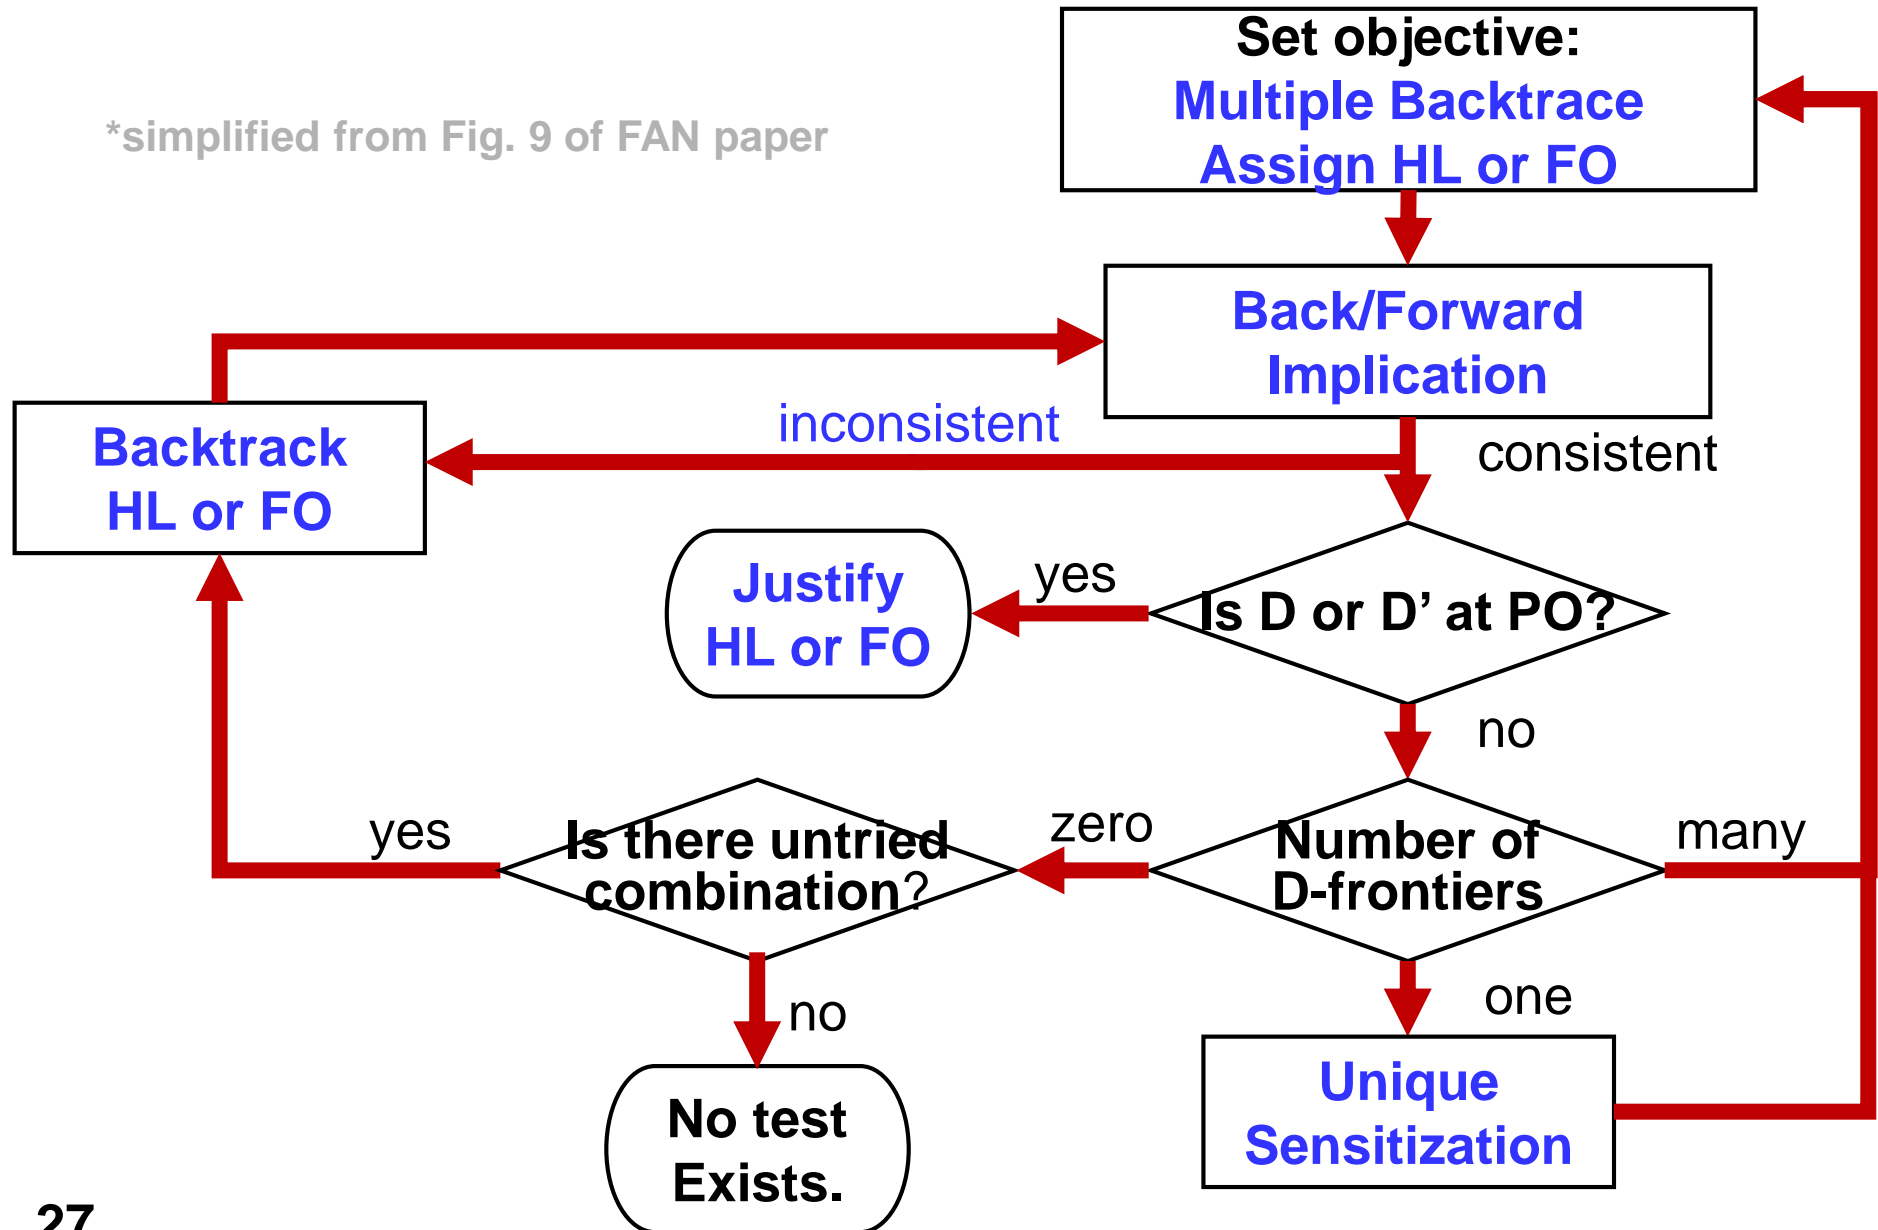 Set objective:
Multiple Backtrace
Assign HL or FO
*simplified from Fig. 9 of FAN paper
Back/Forward
Implication
inconsistent
consistent
Backtrack
HL or FO
Justify
HL or FO
yes
Is D or D’ at PO?
no
yes
Is there untried
combination?
zero
Number of
D-frontiers
many
no
one
No test
Exists.
Unique
Sensitization
27